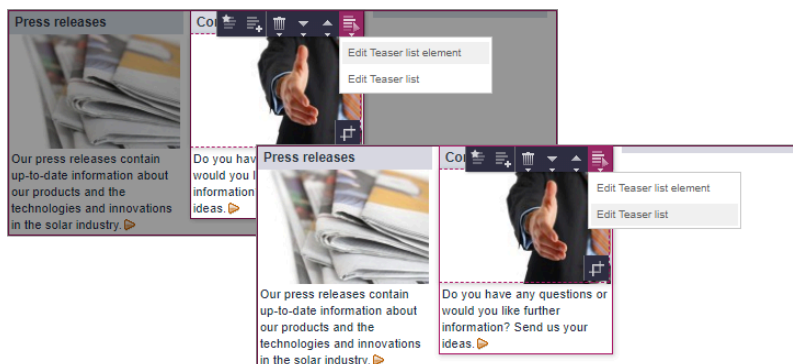 Press releases
Co
Edit Teaser list element
Edit Teaser list
Our press releases contain
up-to-date information about
our products and the
technologies and innovations
in the solar industry.
Do you hav
would you l
information
ideas.
Press releases
Co
Edit Teaser list element
Edit Teaser list
Our press releases contain
up-to-date information about
our products and the
technologies and innovations
in the solar industry.
Do you have any questions or
would you like further
information? Send us your
ideas.